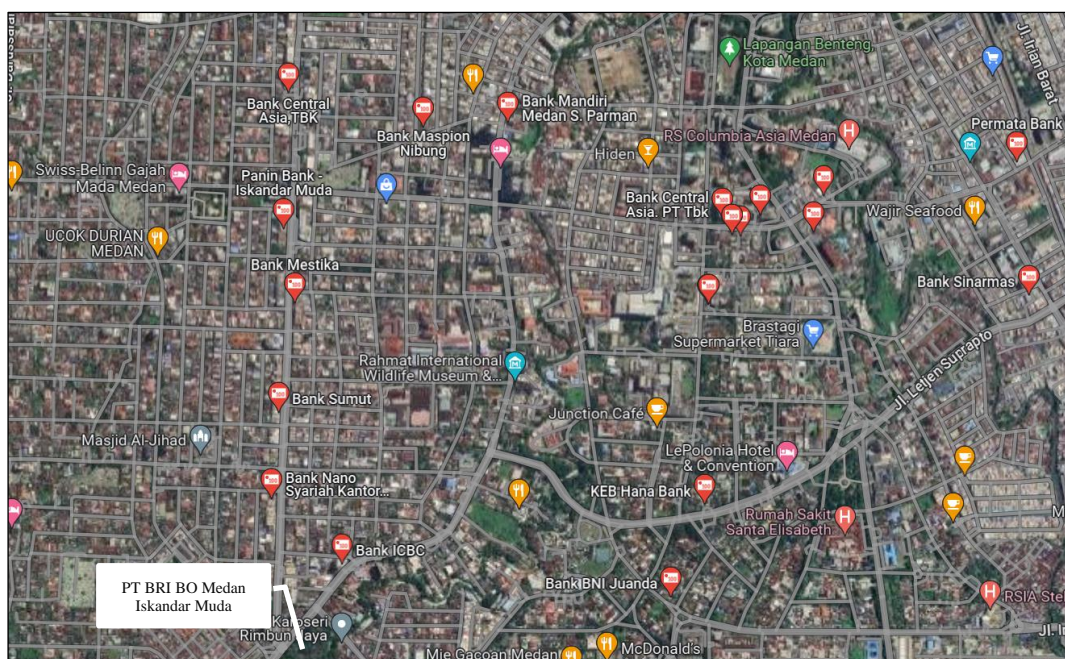 Lapangan Benteng,
Kota Medan
Jl. Irian Barat
Bank Central
Asia,TBK
Bank Mandiri
Medan S. Parman
Bank Maspion
Nibung
RS Columbia Asia Medan
Permata Bank
Hiden
Swiss-Belinn Gajah
Mada Medan
Panin Bank -
Iskandar Muda
Bank Central
Asia. PT Tbk
Wajir Seafood
UCOK DURIAN
MEDAN
Bank Mestika
Bank Sinarmas
Brastagi
Supermarket Tiara
Rahmat International
Wildlife Museum &...
Jl. Letjen Suprapto
Bank Sumut
Junction Café
Masjid Al-Jihad
LePolonia Hotel
& Convention
Bank Nano
Syariah Kantor...
KEB Hana Bank
Rumah Sakit
Santa Elisabeth
Bank ICBC
Bank BNI Juanda
PT BRI BO Medan
Iskandar Muda
RSIA Stel
Rimbun Jaya
Jl. Ir
McDonald's
Mie Gacoan Medan